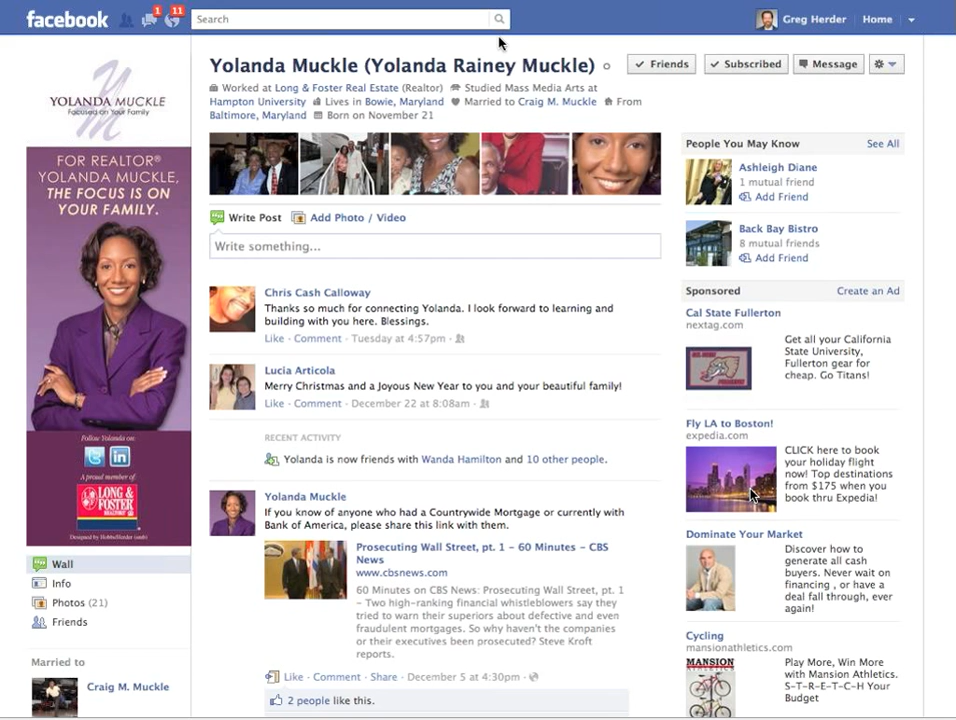 facebook
1
11
Search
Greg Herder
Home
YOLANDA MUCKLE
Focused on Your Family
FOR REALTOR®
YOLANDA MUCKLE,
THE FOCUS IS ON
YOUR FAMILY.
Follow Yolanda on:
in
A proud member of
LONG &
FOSTER
REALTORS®
Designed by HobbsHerder (smb)
Wall
Info
Photos (21)
Friends
Married to
Craig M. Muckle
Yolanda Muckle (Yolanda Rainey Muckle)
Friends
Subscribed
Message
Worked at Long & Foster Real Estate (Realtor) Studied Mass Media Arts at
Hampton University Lives in Bowie, Maryland Married to Craig M. Muckle From
Baltimore, Maryland Born on November 21
Write Post Add Photo / Video
Write something...
Chris Cash Calloway
Thanks so much for connecting Yolanda. I look forward to learning and
building with you here. Blessings.
Like · Comment · Tuesday at 4:57pm ·
Lucia Articola
Merry Christmas and a Joyous New Year to you and your beautiful family!
Like · Comment · December 22 at 8:08am ·
RECENT ACTIVITY
Yolanda is now friends with Wanda Hamilton and 10 other people.
Yolanda Muckle
If you know of anyone who had a Countrywide Mortgage or currently with
Bank of America, please share this link with them.
Prosecuting Wall Street, pt. 1 - 60 Minutes - CBS
News
www.cbsnews.com
60 Minutes on CBS News: Prosecuting Wall Street, pt. 1
- Two high-ranking financial whistleblowers say they
tried to warn their superiors about defective and even
fraudulent mortgages. So why haven't the companies
or their executives been prosecuted? Steve Kroft
reports.
Like · Comment · Share · December 5 at 4:30pm ·
2 people like this.
People You May Know
See All
Ashleigh Diane
1 mutual friend
Add Friend
Back Bay Bistro
8 mutual friends
Add Friend
Sponsored
Create an Ad
Cal State Fullerton
nextag.com
Get all your California
State University,
Fullerton gear for
cheap. Go Titans!
Fly LA to Boston!
expedia.com
CLICK here to book
your holiday flight
now! Top destinations
from $175 when you
book thru Expedia!
Dominate Your Market
Discover how to
generate all cash
buyers. Never wait on
financing , or have a
deal fall through, ever
again!
Cycling
mansionathletics.com
MANSION
Play More, Win More
with Mansion Athletics.
S-T-R-E-T-C-H Your
Budget